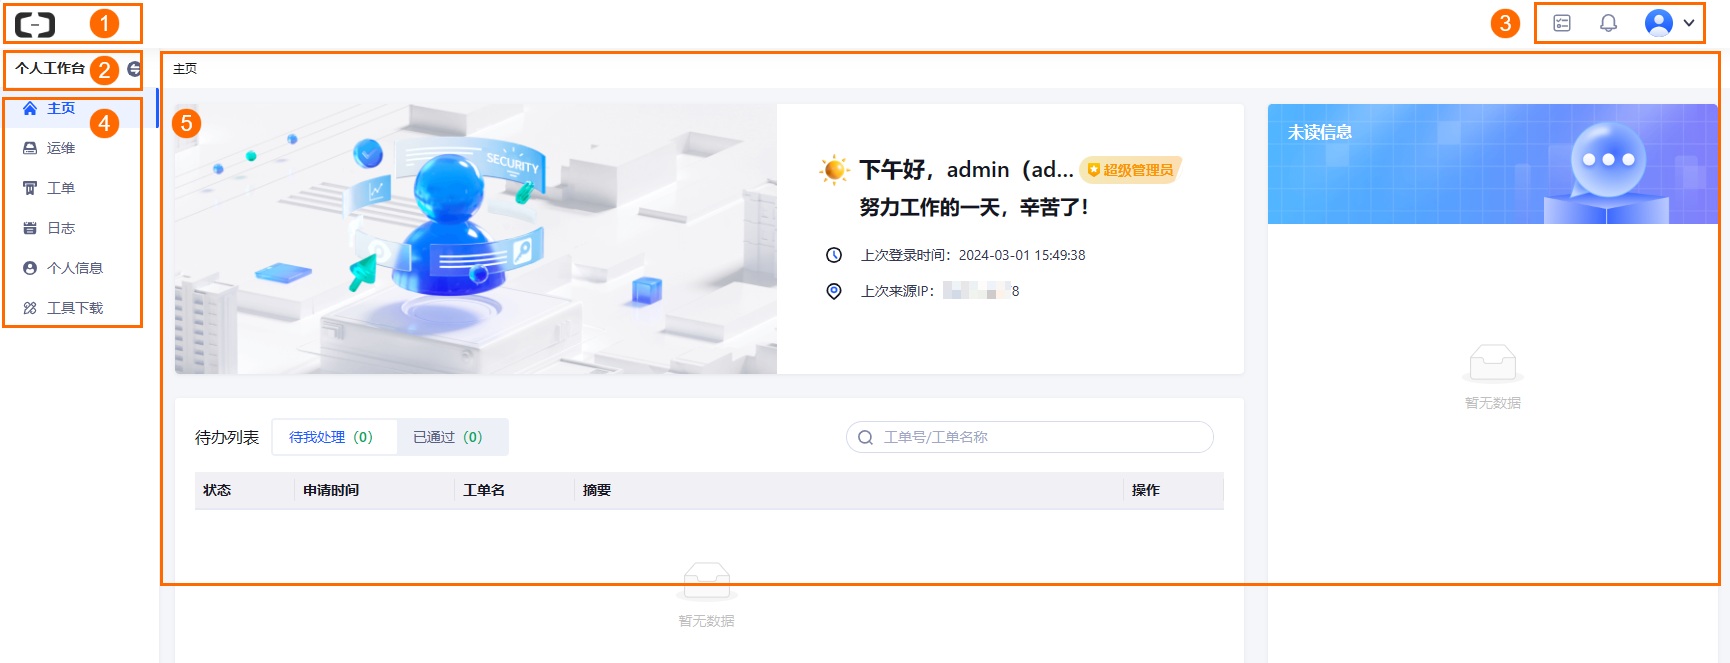 1
3
个人工作台 2
主页
主页
4
5
运维
工单
日志
个人信息
工具下载
SECURITY
下午好，admin（ad... 超级管理员
努力工作的一天，辛苦了！
上次登录时间：2024-03-01 15:49:38
上次来源IP： 8
未读信息
暂无数据
待办列表 待我处理（0） 已通过（0） 工单号/工单名称
状态 申请时间 工单名 摘要 操作
暂无数据